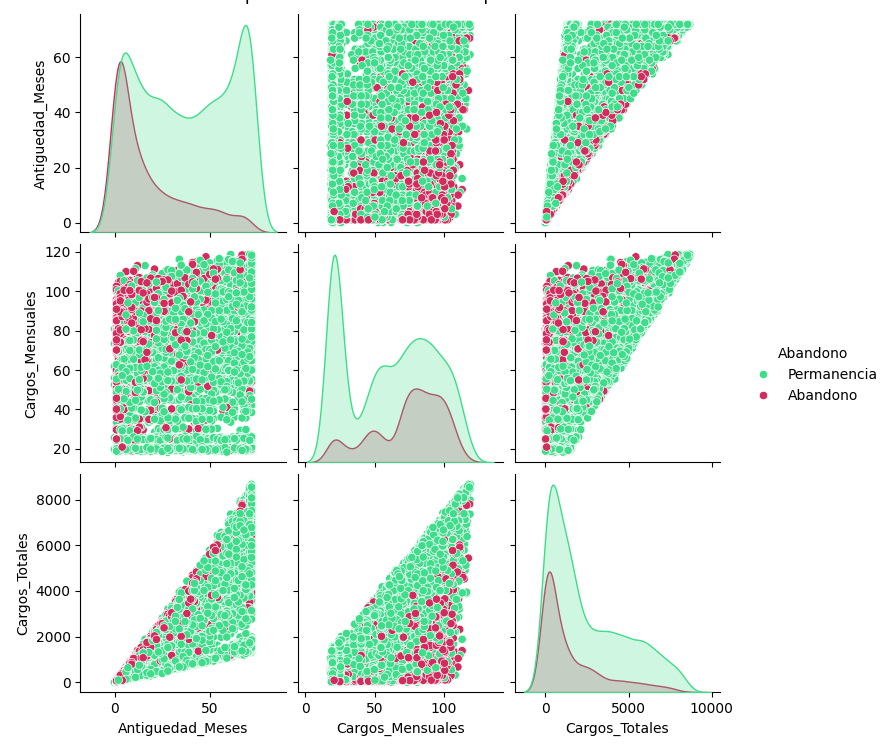 60
40
20
0
Antiguedad_Meses
120
100
80
60
40
20
Cargos_Mensuales
Abandono
Permanencia
Abandono
8000
6000
4000
2000
0
Cargos_Totales
0 50
0 50 100
0 5000 10000
Antiguedad_Meses Cargos_Mensuales Cargos_Totales